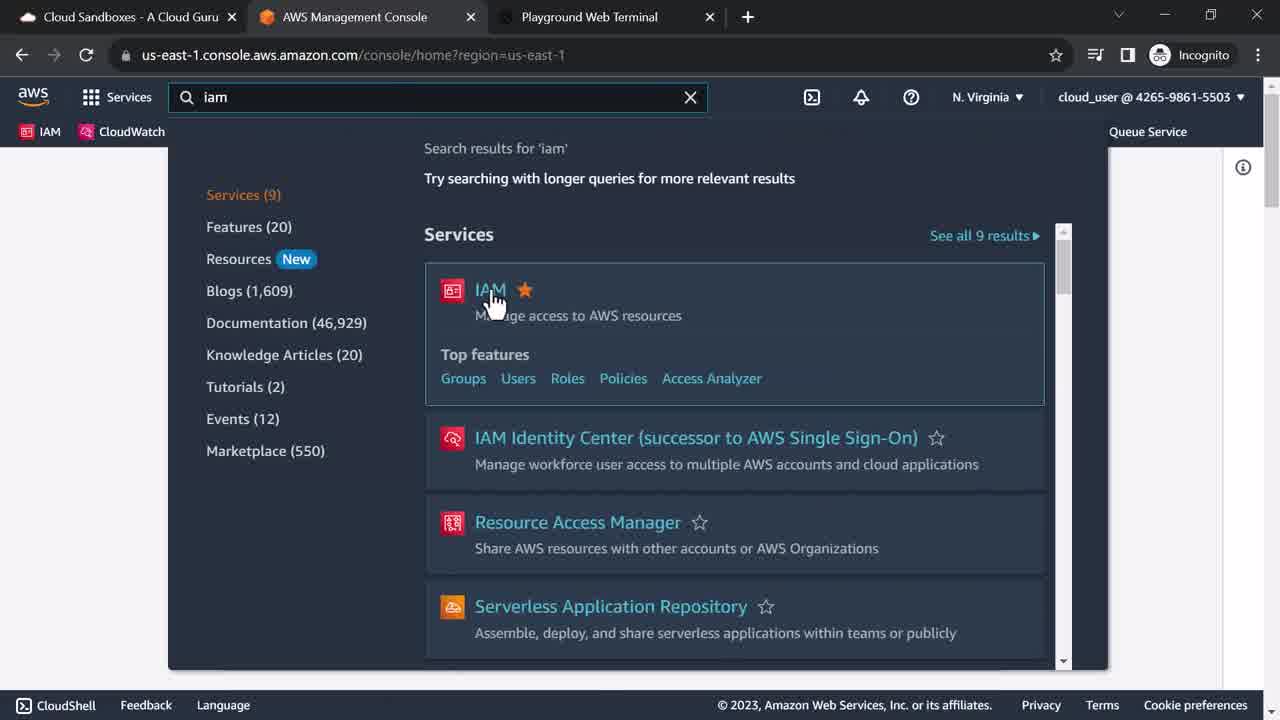 Cloud Sandboxes - A Cloud Guru
AWS Management Console
Playground Web Terminal
us-east-1.console.aws.amazon.com/console/home?region=us-east-1
Incognito
aws
Services
iam
N. Virginia
cloud_user @ 4265-9861-5503
IAM
CloudWatch
Queue Service
Search results for 'iam'
Try searching with longer queries for more relevant results
Services (9)
Features (20)
Resources New
Blogs (1,609)
Documentation (46,929)
Knowledge Articles (20)
Tutorials (2)
Events (12)
Marketplace (550)
Services
See all 9 results
IAM
Manage access to AWS resources
Top features
Groups Users Roles Policies Access Analyzer
IAM Identity Center (successor to AWS Single Sign-On)
Manage workforce user access to multiple AWS accounts and cloud applications
Resource Access Manager
Share AWS resources with other accounts or AWS Organizations
Serverless Application Repository
Assemble, deploy, and share serverless applications within teams or publicly
CloudShell Feedback Language
© 2023, Amazon Web Services, Inc. or its affiliates. Privacy Terms Cookie preferences